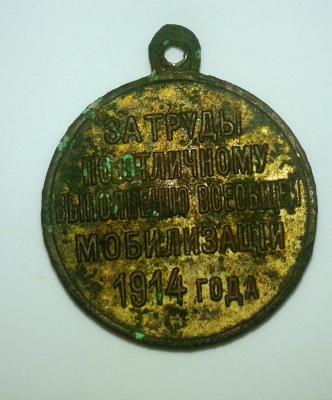 ЗА ТРУДЫ
ПО ОТЛИЧНОМУ
ВЫПОЛНЕНІЮ ВСЕОБЩЕЙ
МОБИЛИЗАЦІИ
1914 ГОДА